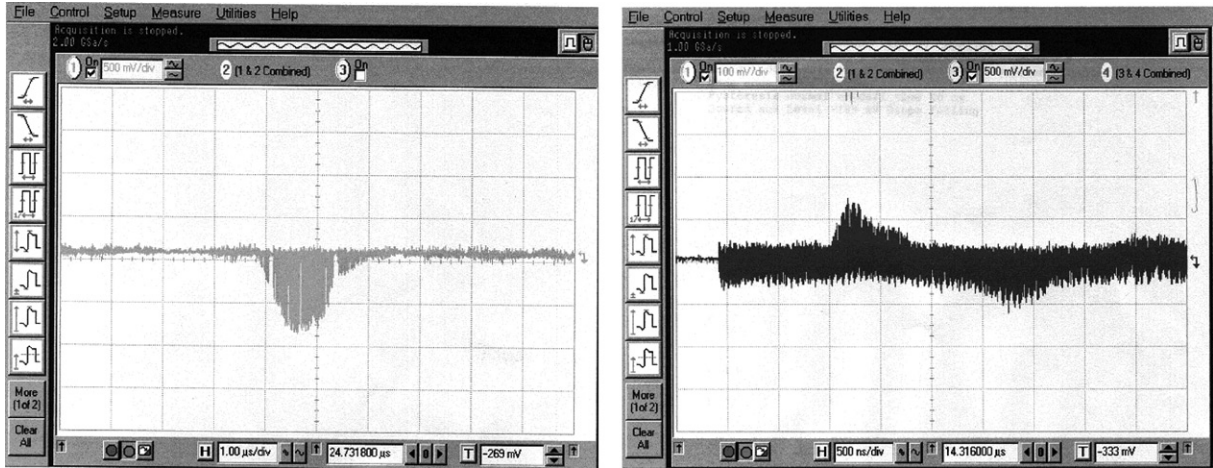 File Control Setup Measure Utilities Help
Acquisition is stopped.
2.00 GSa/s
1 On 500 mV/div 2 (1 & 2 Combined) 3 On
More
(1 of 2)
Clear
All
H 1.00 µs/div 24.731800 µs 0 T -269 mV
File Control Setup Measure Utilities Help
Acquisition is stopped.
1.00 GSa/s
1 On 100 mV/div 2 (1 & 2 Combined) 3 On 500 mV/div 4 (3 & 4 Combined)
More
(1 of 2)
Clear
All
H 500 ns/div 14.316000 µs 0 T -333 mV